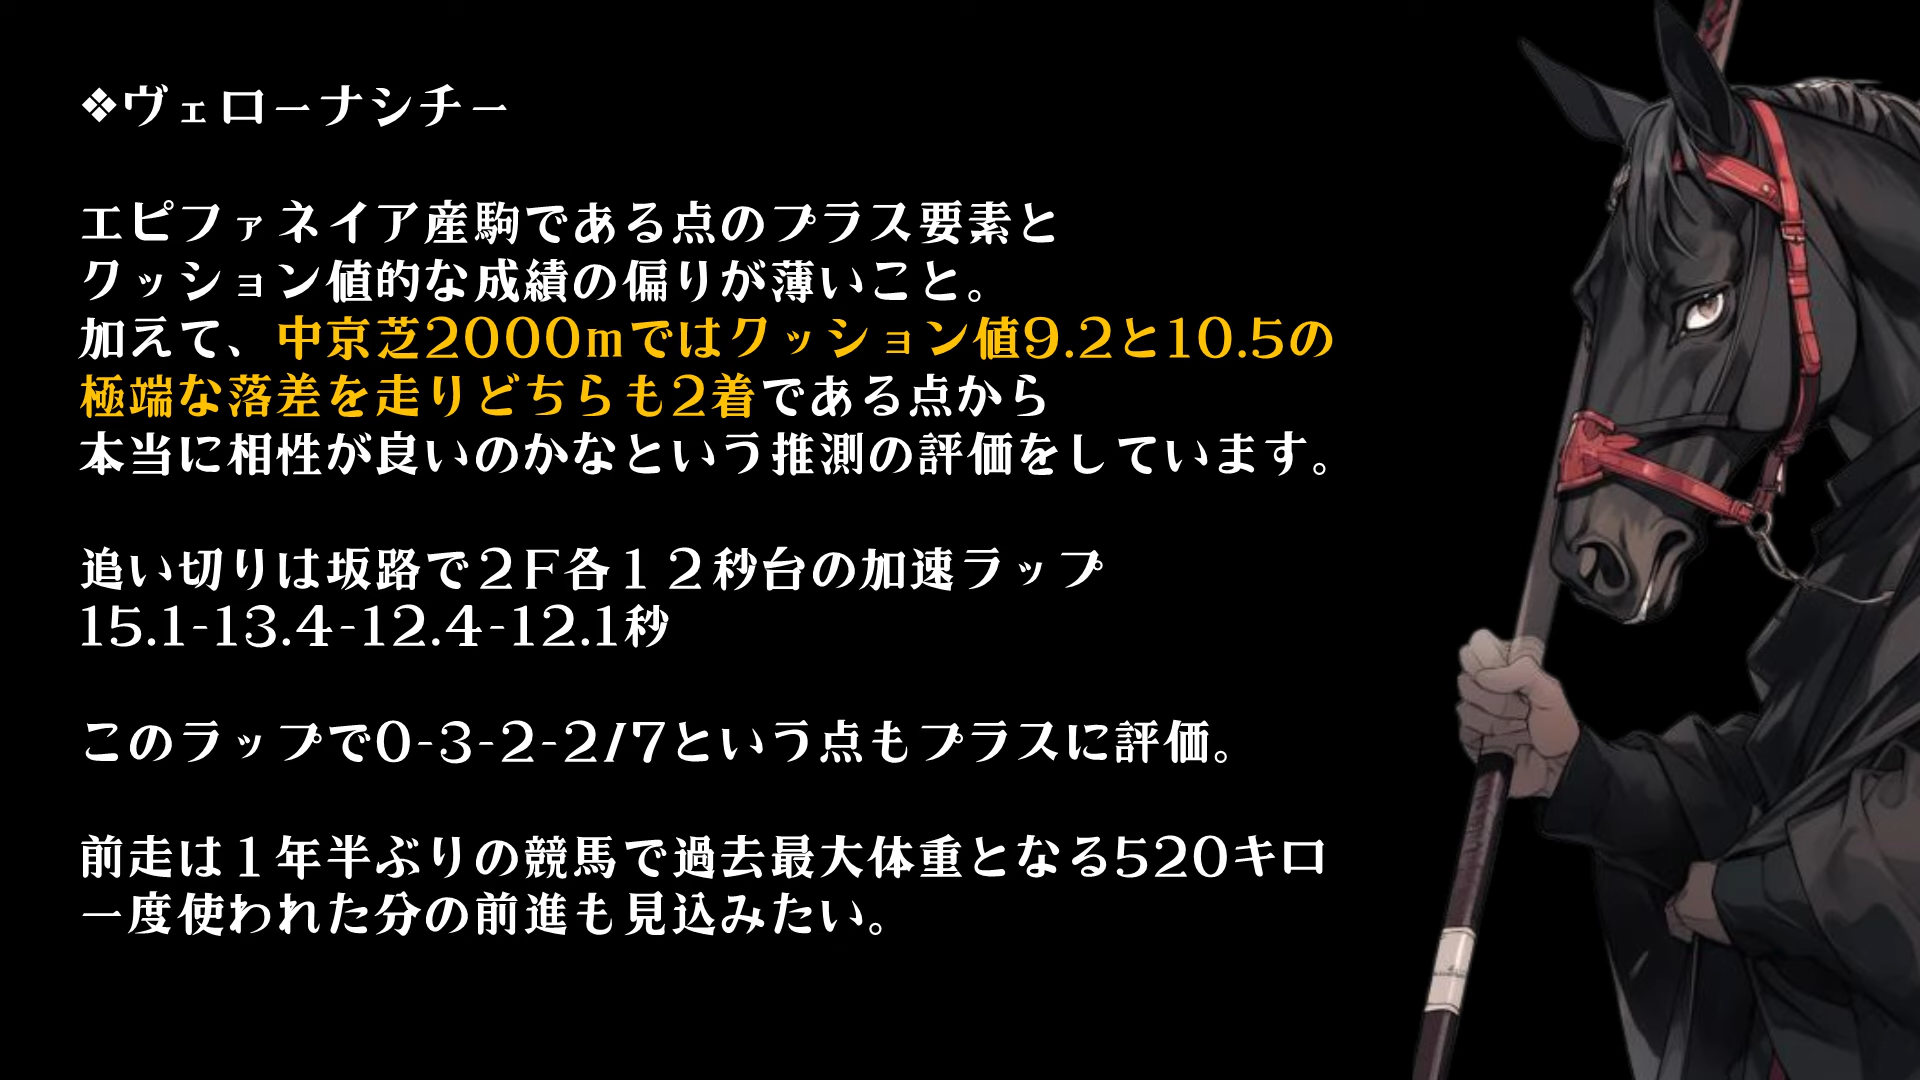 ❖ヴェローナシチー
エピファネイア産駒である点のプラス要素と
クッション値的な成績の偏りが薄いこと。
加えて、中京芝2000mではクッション値9.2と10.5の
極端な落差を走りどちらも2着である点から
本当に相性が良いのかなという推測の評価をしています。
追い切りは坂路で２Ｆ各１２秒台の加速ラップ
15.1-13.4-12.4-12.1秒
このラップで0-3-2-2/7という点もプラスに評価。
前走は１年半ぶりの競馬で過去最大体重となる520キロ
一度使われた分の前進も見込みたい。